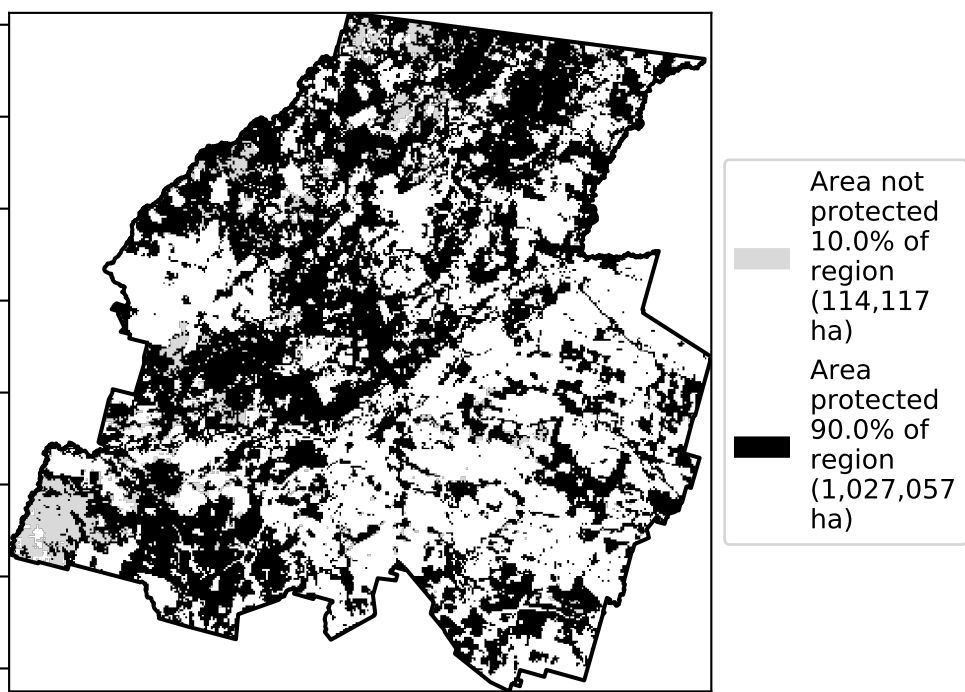 Area not
protected
10.0% of
region
(114,117
ha)
Area
protected
90.0% of
region
(1,027,057
ha)